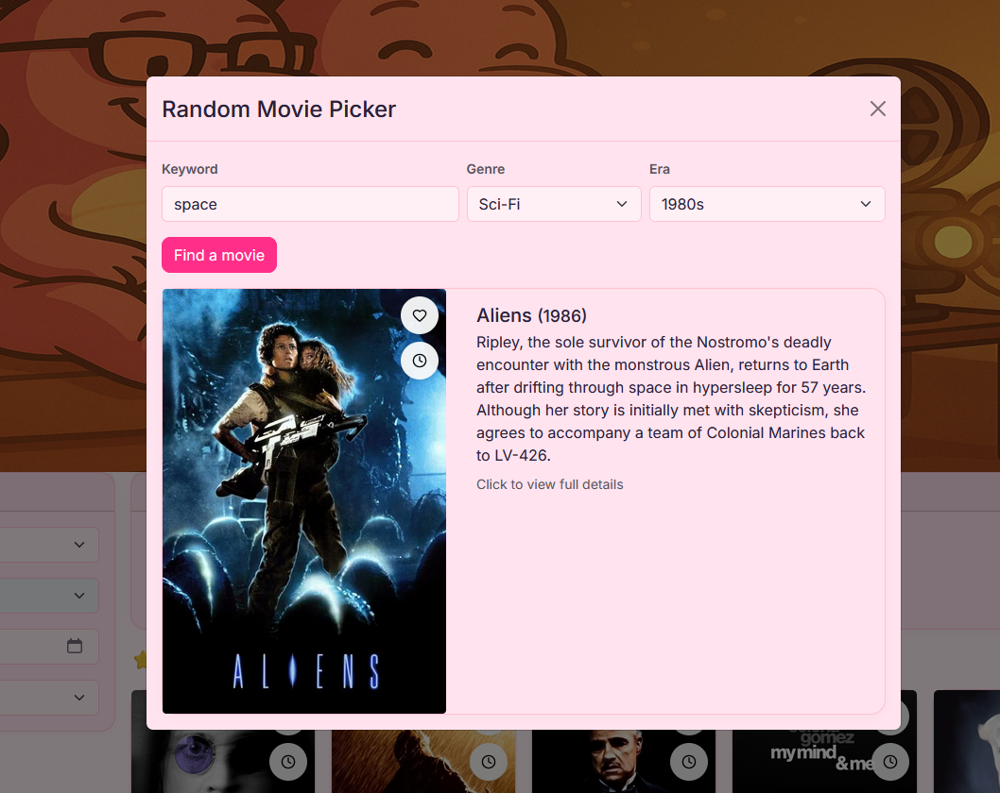 Random Movie Picker
Keyword
Genre
Era
space
Sci-Fi
1980s
Find a movie
Aliens (1986)
Ripley, the sole survivor of the Nostromo's deadly
encounter with the monstrous Alien, returns to Earth
after drifting through space in hypersleep for 57 years.
Although her story is initially met with skepticism, she
agrees to accompany a team of Colonial Marines back
to LV-426.
Click to view full details
ALIENS
gomez
my mind
& me